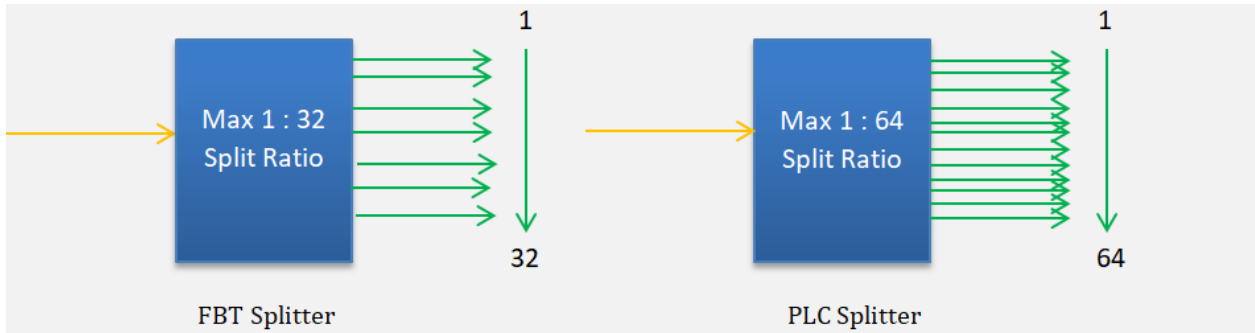 1
Max 1 : 32
Split Ratio
32
FBT Splitter
1
Max 1 : 64
Split Ratio
64
PLC Splitter